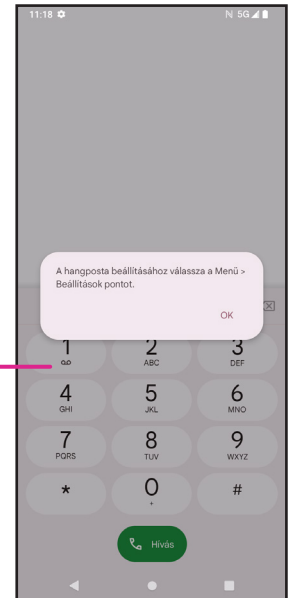 11:18 5G
A hangposta beállításához válassza a Menü >
Beállítások pontot.
OK
1 2 3
ABC DEF
4 5 6
GHI JKL MNO
7 8 9
PQRS TUV WXYZ
* 0 #
+
Hívás